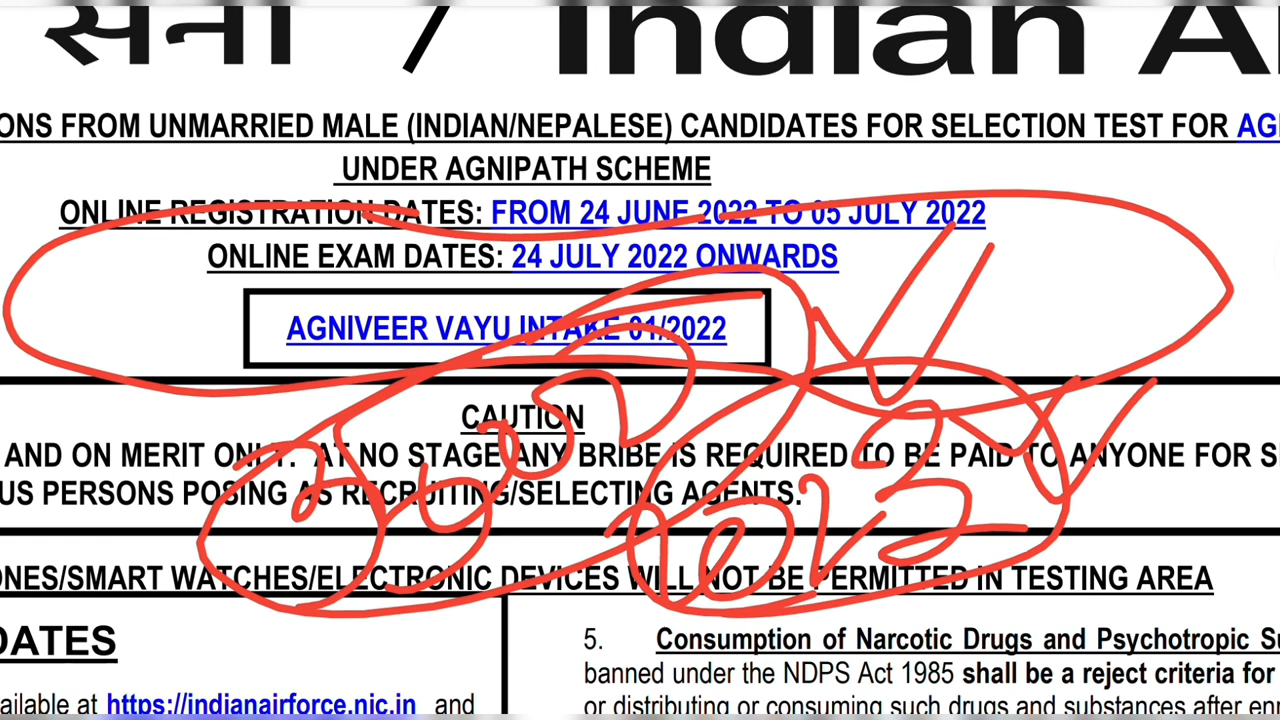 सेना / Indian A
ONS FROM UNMARRIED MALE (INDIAN/NEPALESE) CANDIDATES FOR SELECTION TEST FOR AG
UNDER AGNIPATH SCHEME
ONLINE REGISTRATION DATES: FROM 24 JUNE 2022 TO 05 JULY 2022
ONLINE EXAM DATES: 24 JULY 2022 ONWARDS
AGNIVEER VAYU INTAKE 01/2022
CAUTION
AND ON MERIT ONLY. AT NO STAGE ANY BRIBE IS REQUIRED TO BE PAID TO ANYONE FOR S
US PERSONS POSING AS RECRUITING/SELECTING AGENTS.
ONES/SMART WATCHES/ELECTRONIC DEVICES WILL NOT BE PERMITTED IN TESTING AREA
DATES
ailable at https://indianairforce.nic.in and
5. Consumption of Narcotic Drugs and Psychotropic Su
banned under the NDPS Act 1985 shall be a reject criteria for
or distributing or consuming such drugs and substances after enr